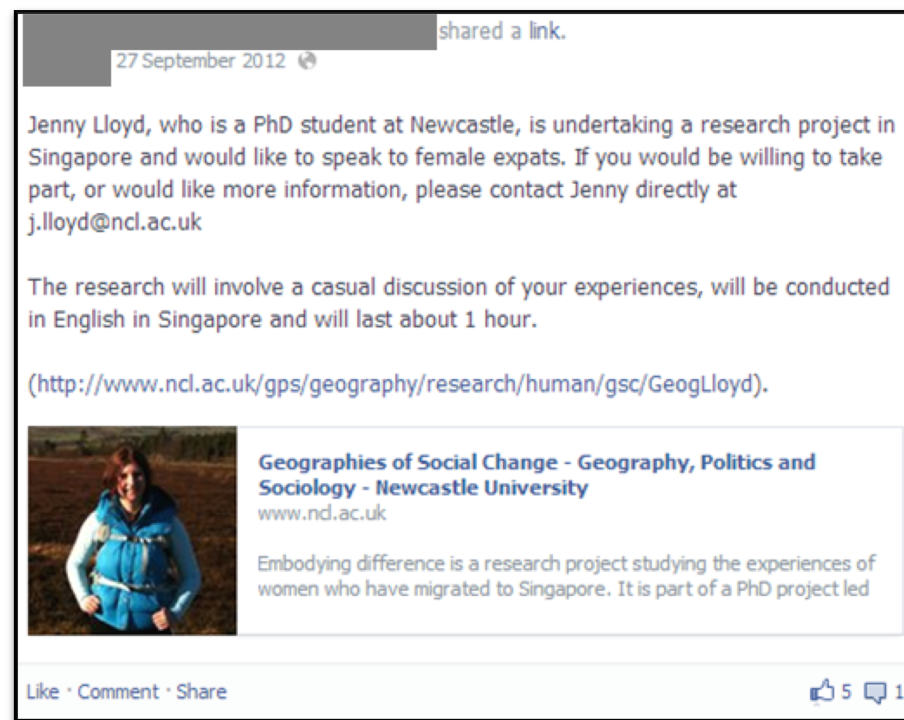 shared a link.
27 September 2012
Jenny Lloyd, who is a PhD student at Newcastle, is undertaking a research project in
Singapore and would like to speak to female expats. If you would be willing to take
part, or would like more information, please contact Jenny directly at
j.lloyd@ncl.ac.uk
The research will involve a casual discussion of your experiences, will be conducted
in English in Singapore and will last about 1 hour.
(http://www.ncl.ac.uk/gps/geography/research/human/gsc/GeogLloyd).
Geographies of Social Change - Geography, Politics and
Sociology - Newcastle University
www.ncl.ac.uk
Embodying difference is a research project studying the experiences of
women who have migrated to Singapore. It is part of a PhD project led
Like · Comment · Share 5 1